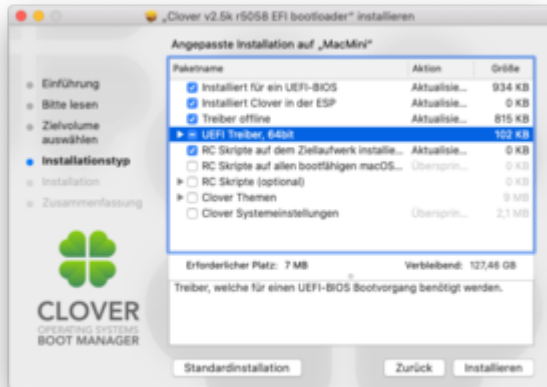 „Clover v2.5k r5058 EFI bootloader“ installieren
Angepasste Installation auf „MacMini“
Einführung
Bitte lesen
Zielvolume
auswählen
Installationstyp
Installation
Zusammenfassung
Paketname Aktion Größe
Installiert für ein UEFI-BIOS Aktualisie... 934 KB
Installiert Clover in der ESP Aktualisie... 0 KB
Treiber offline Aktualisie... 815 KB
UEFI Treiber, 64bit 102 KB
RC Skripte auf dem Ziellaufwerk installie... Aktualisie... 0 KB
RC Skripte auf allen bootfähigen macOS... Übersprin... 0 KB
RC Skripte (optional) 0 KB
Clover Themen 9 MB
Clover Systemeinstellungen Übersprin... 2,1 MB
Erforderlicher Platz: 7 MB Verbleibend: 127,46 GB
Treiber, welche für einen UEFI-BIOS Bootvorgang benötigt werden.
CLOVER
OPERATING SYSTEMS
BOOT MANAGER
Standardinstallation Zurück Installieren